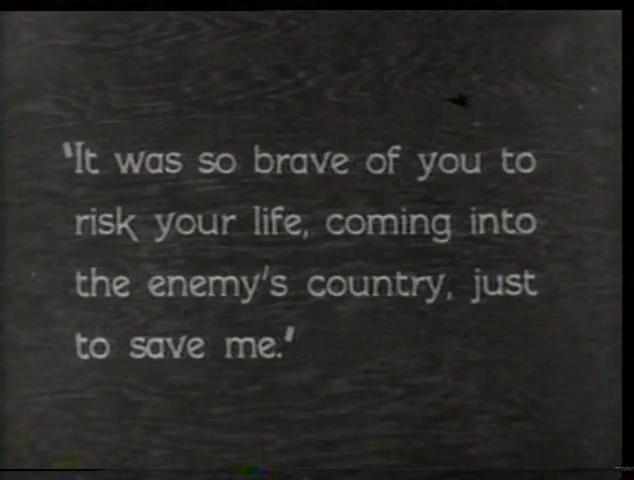 "It was so brave of you to
risk your life, coming into
the enemy's country, just
to save me."